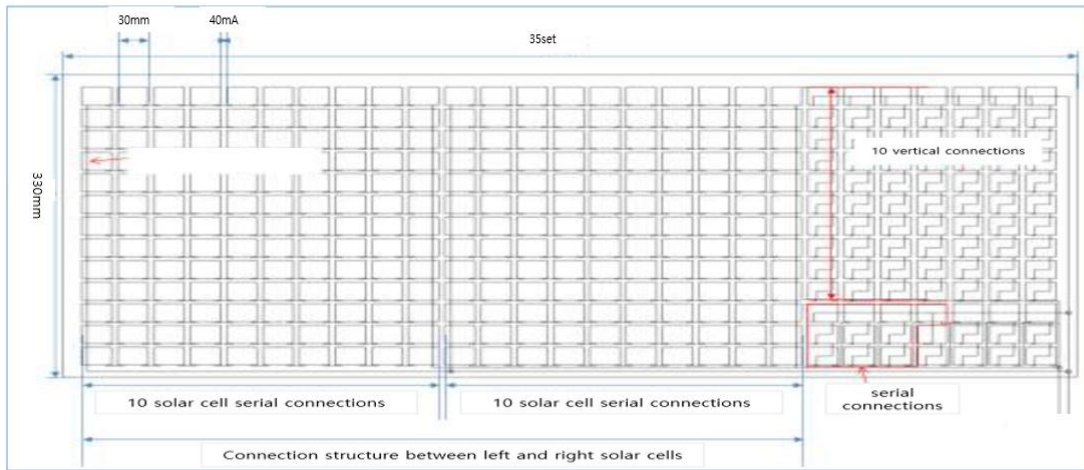 30mm
40mA
35set
10 vertical connections
330mm
10 solar cell serial connections
10 solar cell serial connections
serial
connections
Connection structure between left and right solar cells